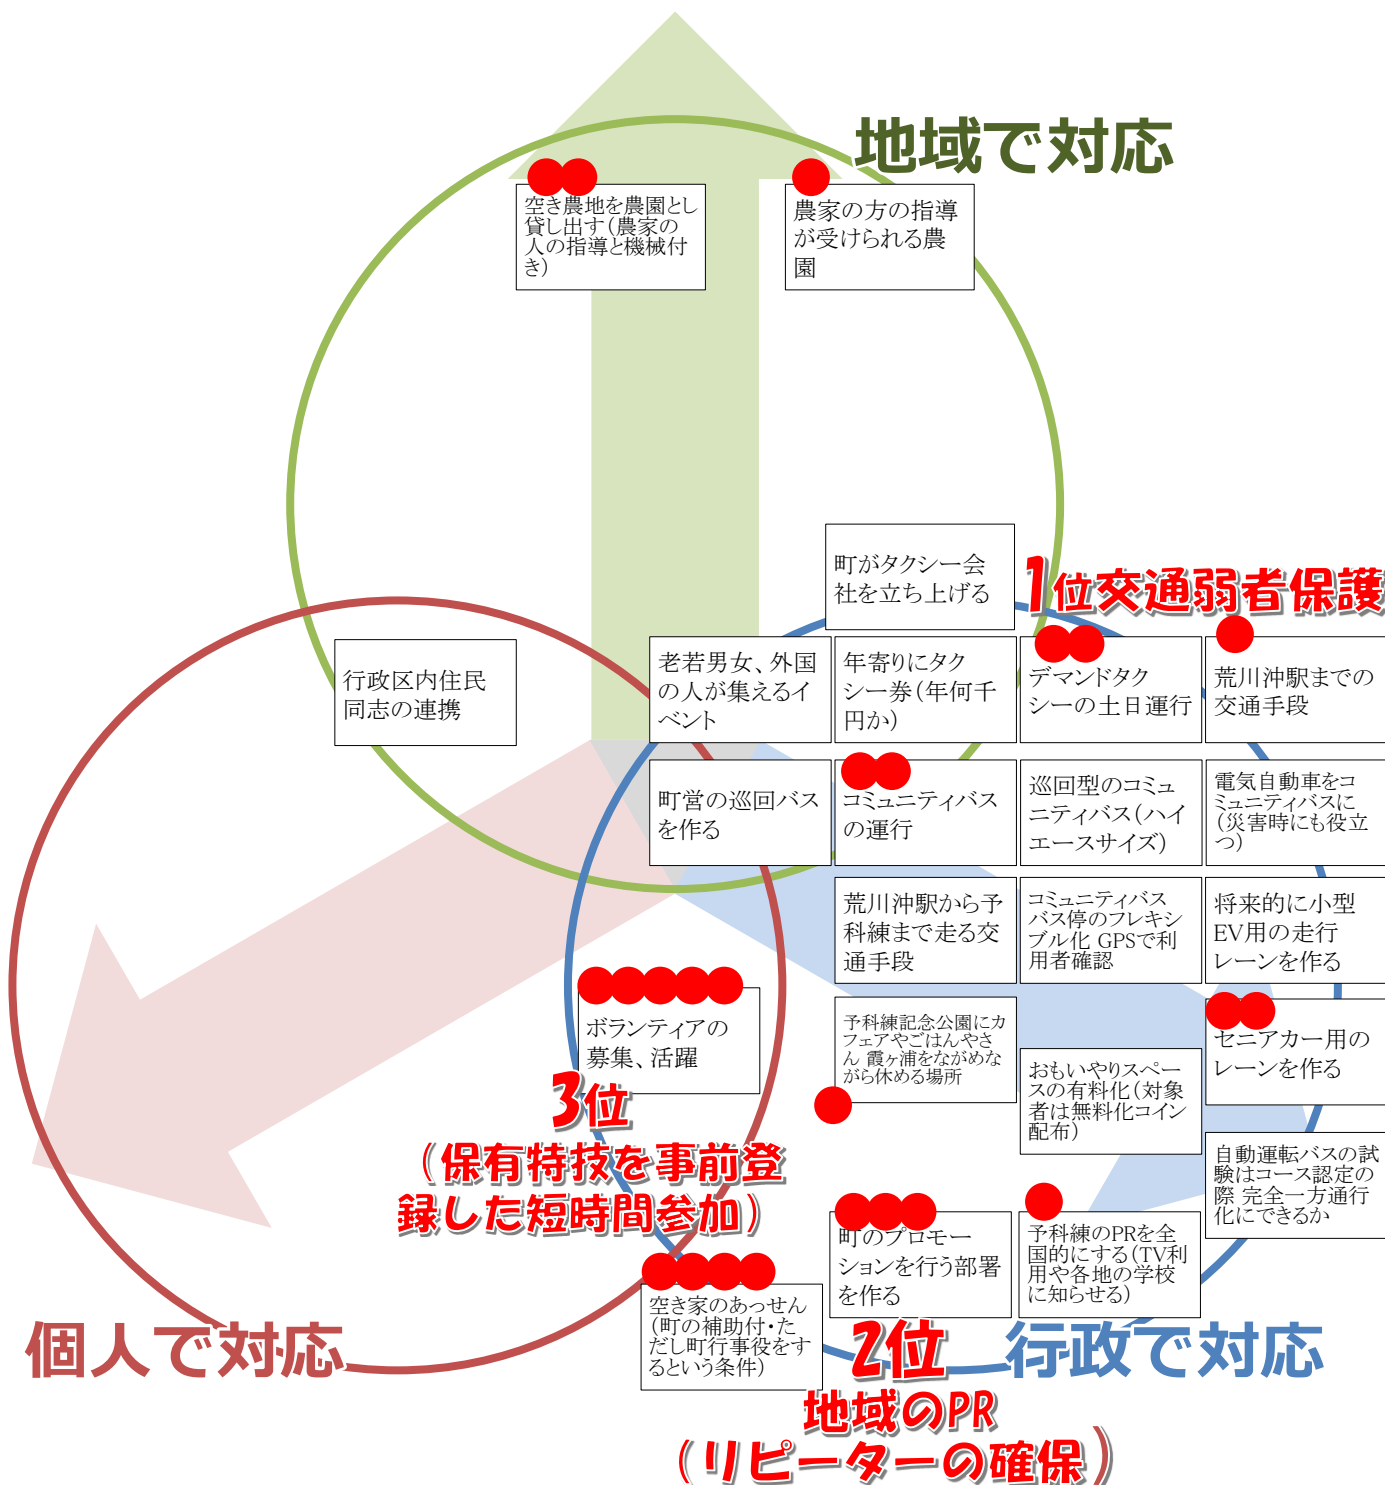 地域で対応
空き農地を農園とし
貸し出す（農家の
人の指導と機械付
き）
農家の方の指導
が受けられる農
園
町がタクシー会
社を立ち上げる
1位交通弱者保護
行政区内住民
同志の連携
老若男女、外国
の人が集えるイ
ベント
年寄りにタク
シー券（年何千
円か）
デマンドタク
シーの土日運行
荒川沖駅までの
交通手段
町営の巡回バス
を作る
コミュニティバス
の運行
巡回型のコミュ
ニティバス（ハイ
エースサイズ）
電気自動車をコ
ミュニティバスに
（災害時にも役立
つ）
荒川沖駅から予
科練まで走る交
通手段
コミュニティバス
バス停のフレキシ
ブル化 GPSで利
用者確認
将来的に小型
EV用の走行
レーンを作る
ボランティアの
募集、活躍
予科練記念公園にカ
フェアやごはんやさ
ん 霞ヶ浦をながめな
がら休める場所
おもいやりスペー
スの有料化（対象
者は無料化コイン
配布）
セニアカー用の
レーンを作る
3位
（保有特技を事前登
録した短時間参加）
自動運転バスの試
験はコース認定の
際 完全一方通行
化にできるか
町のプロモー
ションを行う部署
を作る
予科練のPRを全
国的にする（TV利
用や各地の学校
に知らせる）
空き家のあっせん
（町の補助付・た
だし町行事役をす
るという条件）
個人で対応
2位
行政で対応
地域のPR
（リピーターの確保）